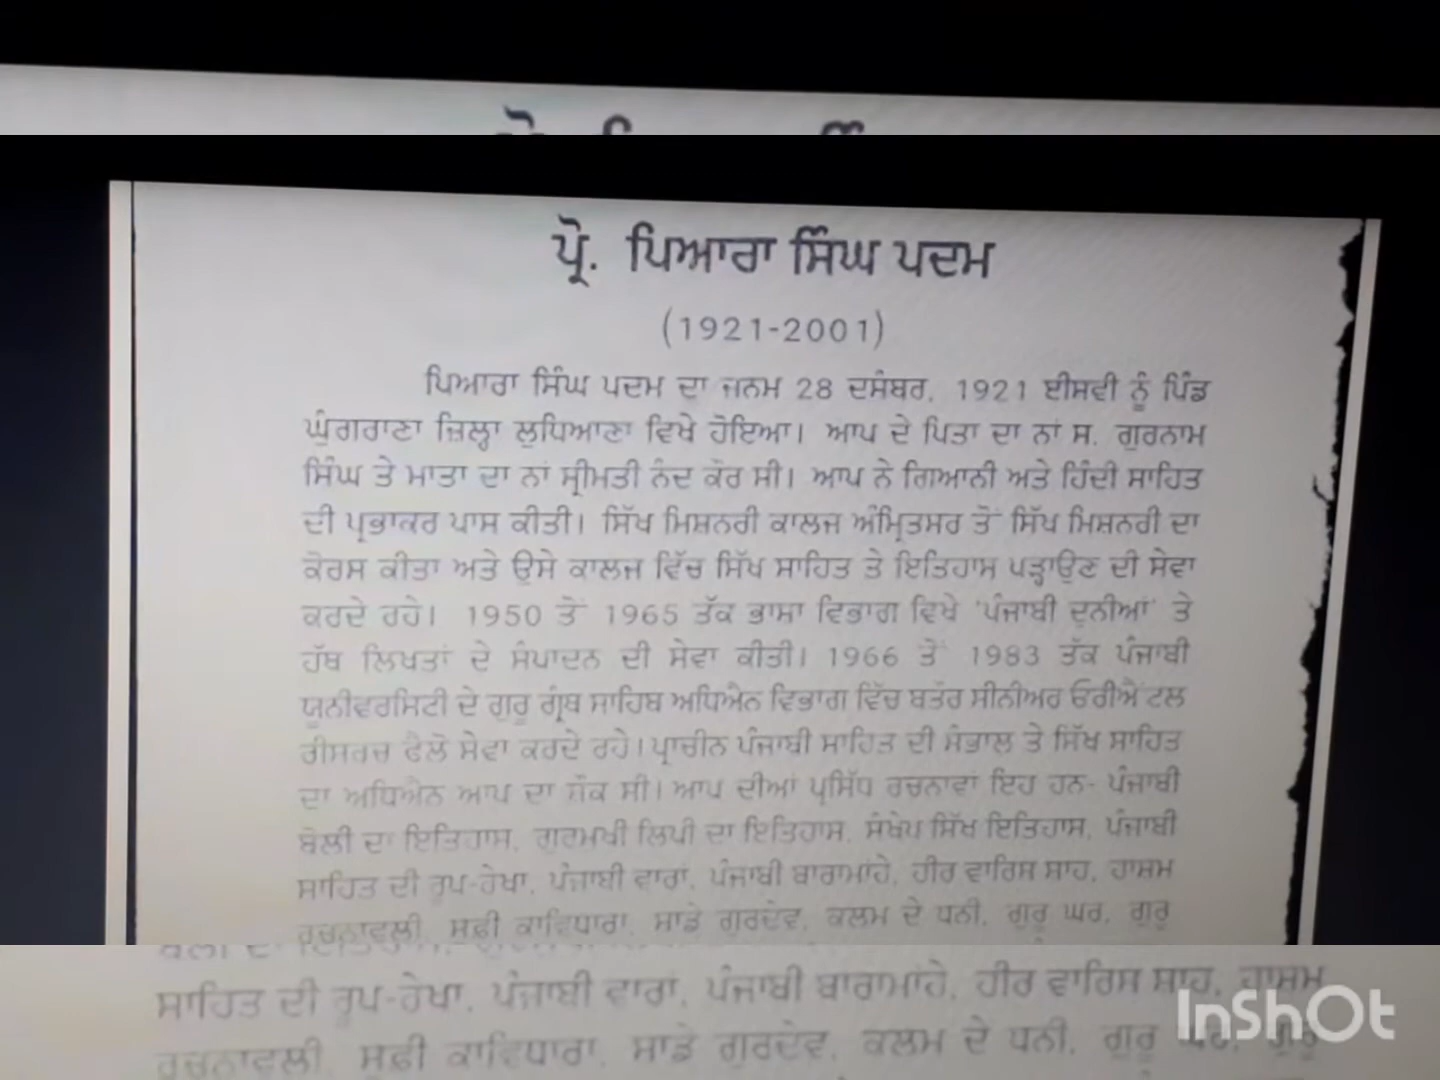 ਪ੍ਰੋ. ਪਿਆਰਾ ਸਿੰਘ ਪਦਮ
(1921-2001)
ਪਿਆਰਾ ਸਿੰਘ ਪਦਮ ਦਾ ਜਨਮ 28 ਦਸੰਬਰ, 1921 ਈਸਵੀ ਨੂੰ ਪਿੰਡ
ਘੁੰਗਰਾਣਾ ਜ਼ਿਲ੍ਹਾ ਲੁਧਿਆਣਾ ਵਿਖੇ ਹੋਇਆ। ਆਪ ਦੇ ਪਿਤਾ ਦਾ ਨਾਂ ਸ. ਗੁਰਨਾਮ
ਸਿੰਘ ਤੇ ਮਾਤਾ ਦਾ ਨਾਂ ਸ੍ਰੀਮਤੀ ਨੰਦ ਕੌਰ ਸੀ। ਆਪ ਨੇ ਗਿਆਨੀ ਅਤੇ ਹਿੰਦੀ ਸਾਹਿਤ
ਦੀ ਪ੍ਰਭਾਕਰ ਪਾਸ ਕੀਤੀ। ਸਿੱਖ ਮਿਸ਼ਨਰੀ ਕਾਲਜ ਅੰਮ੍ਰਿਤਸਰ ਤੋਂ ਸਿੱਖ ਮਿਸ਼ਨਰੀ ਦਾ
ਕੋਰਸ ਕੀਤਾ ਅਤੇ ਉਸੇ ਕਾਲਜ ਵਿੱਚ ਸਿੱਖ ਸਾਹਿਤ ਤੇ ਇਤਿਹਾਸ ਪੜ੍ਹਾਉਣ ਦੀ ਸੇਵਾ
ਕਰਦੇ ਰਹੇ। 1950 ਤੋਂ 1965 ਤੱਕ ਭਾਸ਼ਾ ਵਿਭਾਗ ਵਿਖੇ 'ਪੰਜਾਬੀ ਦੁਨੀਆਂ' ਤੇ
ਹੱਥ ਲਿਖਤਾਂ ਦੇ ਸੰਪਾਦਨ ਦੀ ਸੇਵਾ ਕੀਤੀ। 1966 ਤੋਂ 1983 ਤੱਕ ਪੰਜਾਬੀ
ਯੂਨੀਵਰਸਿਟੀ ਦੇ ਗੁਰੂ ਗ੍ਰੰਥ ਸਾਹਿਬ ਅਧਿਐਨ ਵਿਭਾਗ ਵਿੱਚ ਬਤੌਰ ਸੀਨੀਅਰ ਓਰੀਐਂਟਲ
ਰੀਸਰਚ ਫੈਲੋ ਸੇਵਾ ਕਰਦੇ ਰਹੇ। ਪ੍ਰਾਚੀਨ ਪੰਜਾਬੀ ਸਾਹਿਤ ਦੀ ਸੰਭਾਲ ਤੇ ਸਿੱਖ ਸਾਹਿਤ
ਦਾ ਅਧਿਐਨ ਆਪ ਦਾ ਸ਼ੌਕ ਸੀ। ਆਪ ਦੀਆਂ ਪ੍ਰਸਿੱਧ ਰਚਨਾਵਾਂ ਇਹ ਹਨ- ਪੰਜਾਬੀ
ਬੋਲੀ ਦਾ ਇਤਿਹਾਸ, ਗੁਰਮੁਖੀ ਲਿਪੀ ਦਾ ਇਤਿਹਾਸ, ਸੰਖੇਪ ਸਿੱਖ ਇਤਿਹਾਸ, ਪੰਜਾਬੀ
ਸਾਹਿਤ ਦੀ ਰੂਪ-ਰੇਖਾ, ਪੰਜਾਬੀ ਵਾਰਾਂ, ਪੰਜਾਬੀ ਬਾਰਾਮਾਂਹੇ, ਹੀਰ ਵਾਰਿਸ ਸ਼ਾਹ, ਹਾਸ਼ਮ
ਰਚਨਾਵਲੀ, ਸੂਫ਼ੀ ਕਾਵਿਧਾਰਾ, ਸਾਡੇ ਗੁਰਦੇਵ, ਕਲਮ ਦੇ ਧਨੀ, ਗੁਰੂ ਘਰ, ਗੁਰੂ
ਸਾਹਿਤ ਦੀ ਰੂਪ-ਰੇਖਾ, ਪੰਜਾਬੀ ਵਾਰਾਂ, ਪੰਜਾਬੀ ਬਾਰਾਮਾਂਹੇ, ਹੀਰ ਵਾਰਿਸ ਸ਼ਾਹ, ਹਾਸ਼ਮ
ਰਚਨਾਵਲੀ, ਸੂਫ਼ੀ ਕਾਵਿਧਾਰਾ, ਸਾਡੇ ਗੁਰਦੇਵ, ਕਲਮ ਦੇ ਧਨੀ, ਗੁਰੂ ਘਰ, ਗੁਰੂ
InShOt